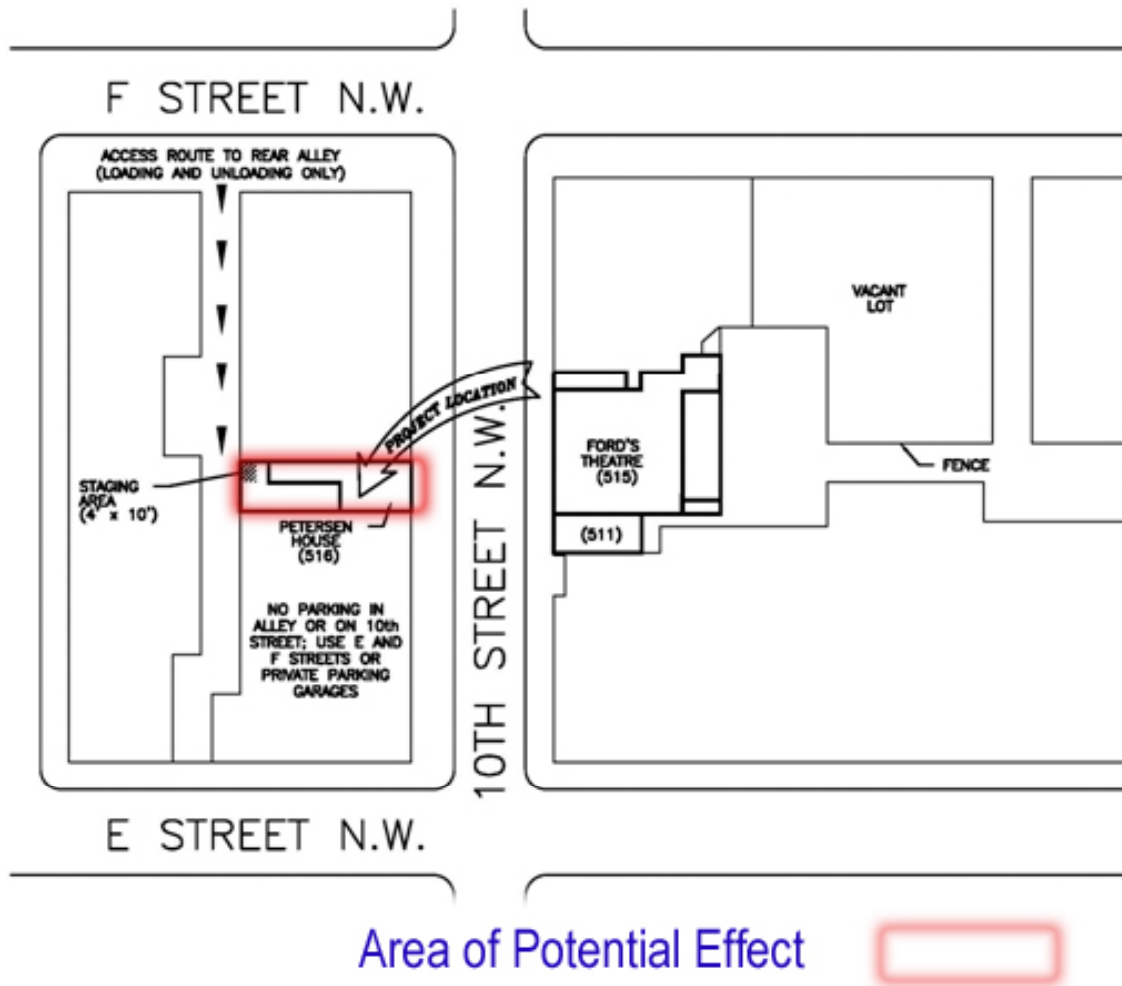 F STREET N.W.
ACCESS ROUTE TO REAR ALLEY
(LOADING AND UNLOADING ONLY)
VACANT
LOT
PROJECT LOCATION
FORD'S
THEATRE
(515)
FENCE
STAGING
AREA
(4' x 10')
PETERSEN
HOUSE
(516)
(511)
NO PARKING IN
ALLEY OR ON 10th
STREET; USE E AND
F STREETS OR
PRIVATE PARKING
GARAGES
10TH STREET N.W.
E STREET N.W.
Area of Potential Effect